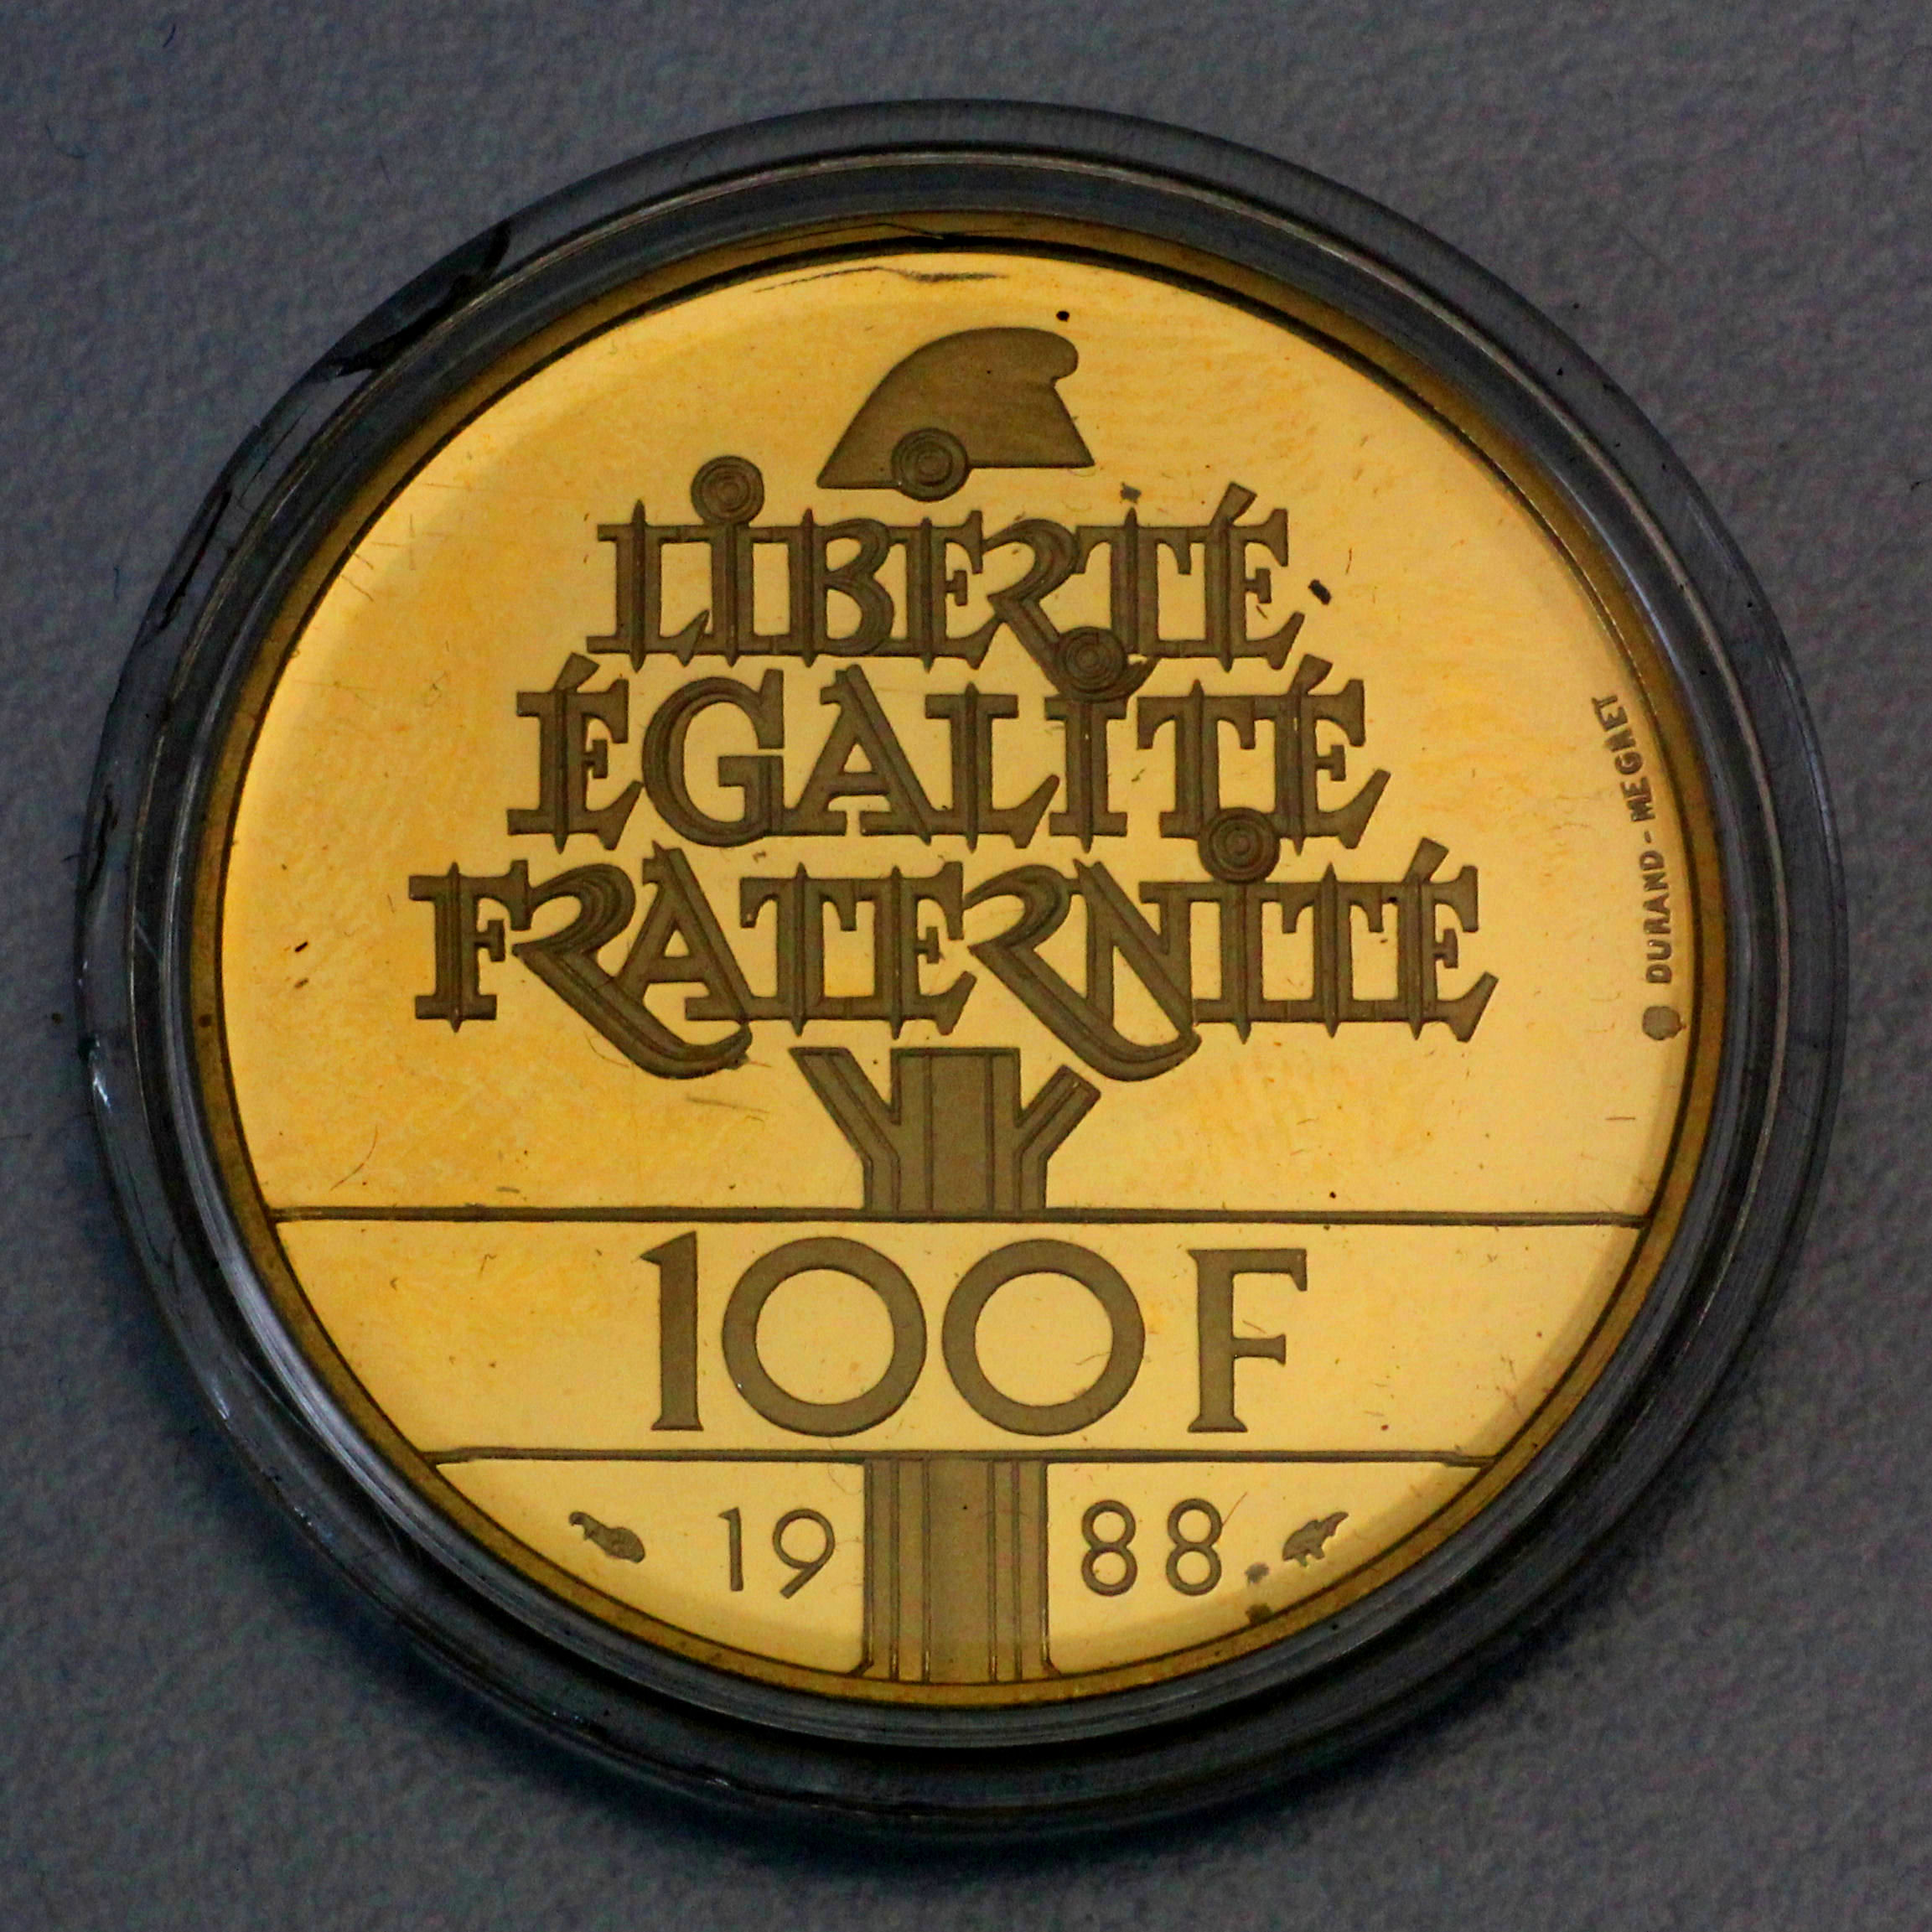 LIBERTÉ
ÉGALITÉ
FRATERNITÉ
DURAND-MEGRET
100F
1988